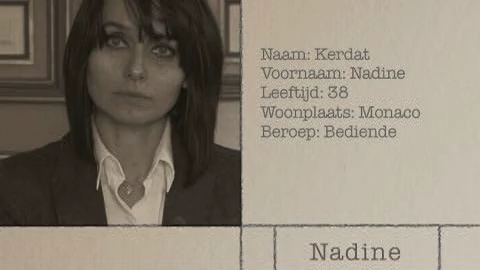 Naam: Kerdat
Voornaam: Nadine
Leeftijd: 38
Woonplaats: Monaco
Beroep: Bediende
Nadine